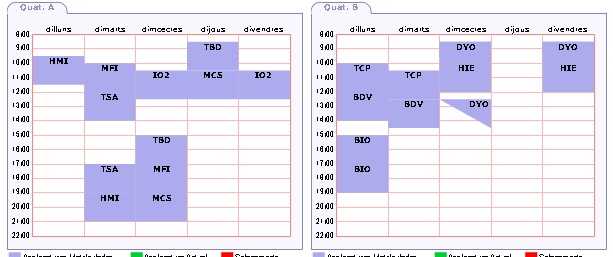 Quat. A
dilluns dimarts dimecres dijous divendres
8:00
9:00 TBD
10:00 HMI MFI
11:00 IO2 MCS IO2
12:00 TSA
13:00
14:00
15:00 TBD
16:00
17:00 TSA MFI
18:00
19:00 HMI MCS
20:00
21:00
22:00
Quat. B
dilluns dimarts dimecres dijous divendres
8:00
9:00 DYO DYO
10:00 TCP HIE HIE
11:00 TCP
12:00 BDV
13:00 BDV DYO
14:00
15:00 BIO
16:00
17:00 BIO
18:00
19:00
20:00
21:00
22:00